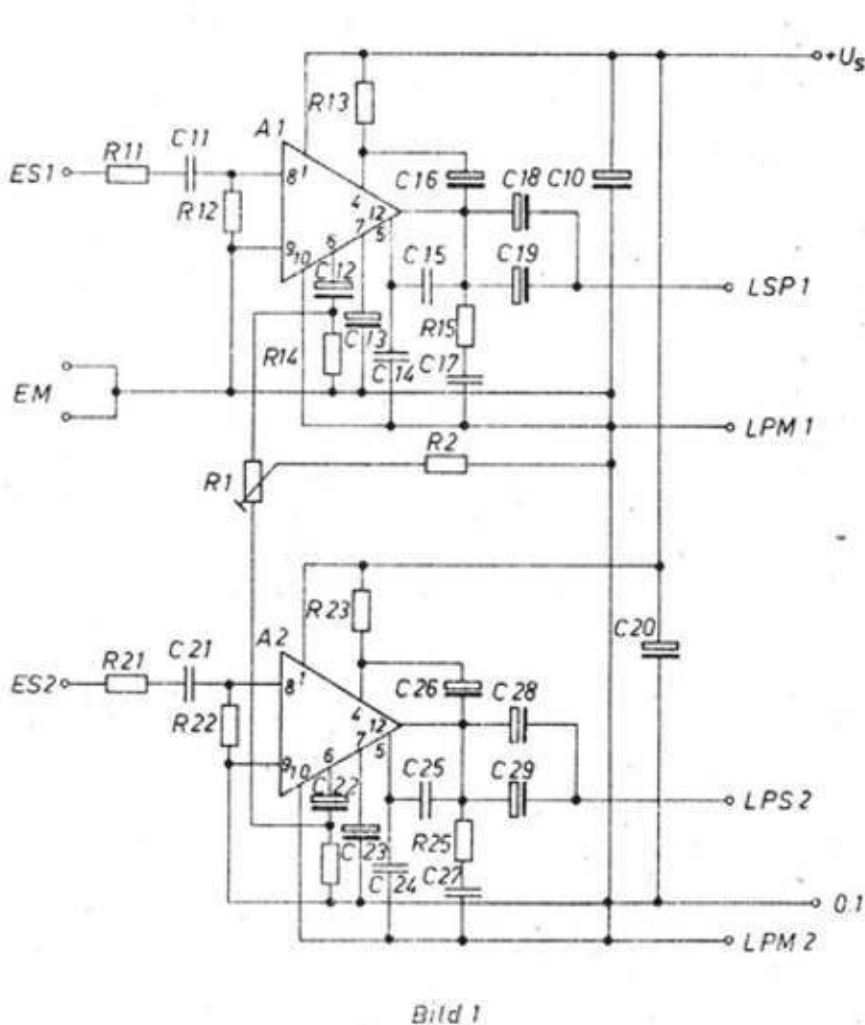 +Us
R13
A1
C11
R11
ES1
8
1
C16
C18
C10
R12
4
12
7
5
9
10
6
C12
C15
C19
LSP1
R15
C13
R14
C14
C17
EM
LPM1
R2
R1
R23
A2
C20
C21
R21
ES2
8
1
C26
C28
R22
4
12
7
5
9
10
6
C22
C25
C29
LPS2
R25
C23
C24
C27
0.1
LPM2
Bild 1